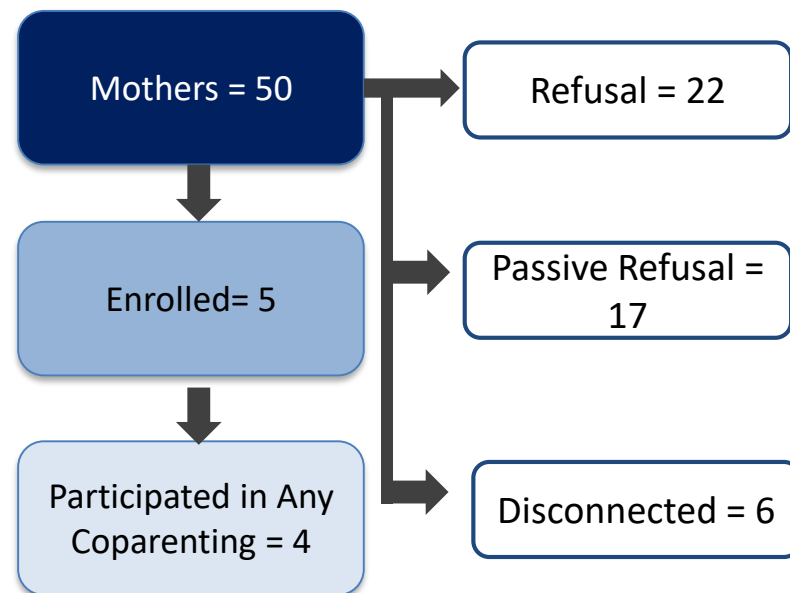 Mothers = 50
Refusal = 22
Enrolled= 5
Passive Refusal =
17
Participated in Any
Coparenting = 4
Disconnected = 6